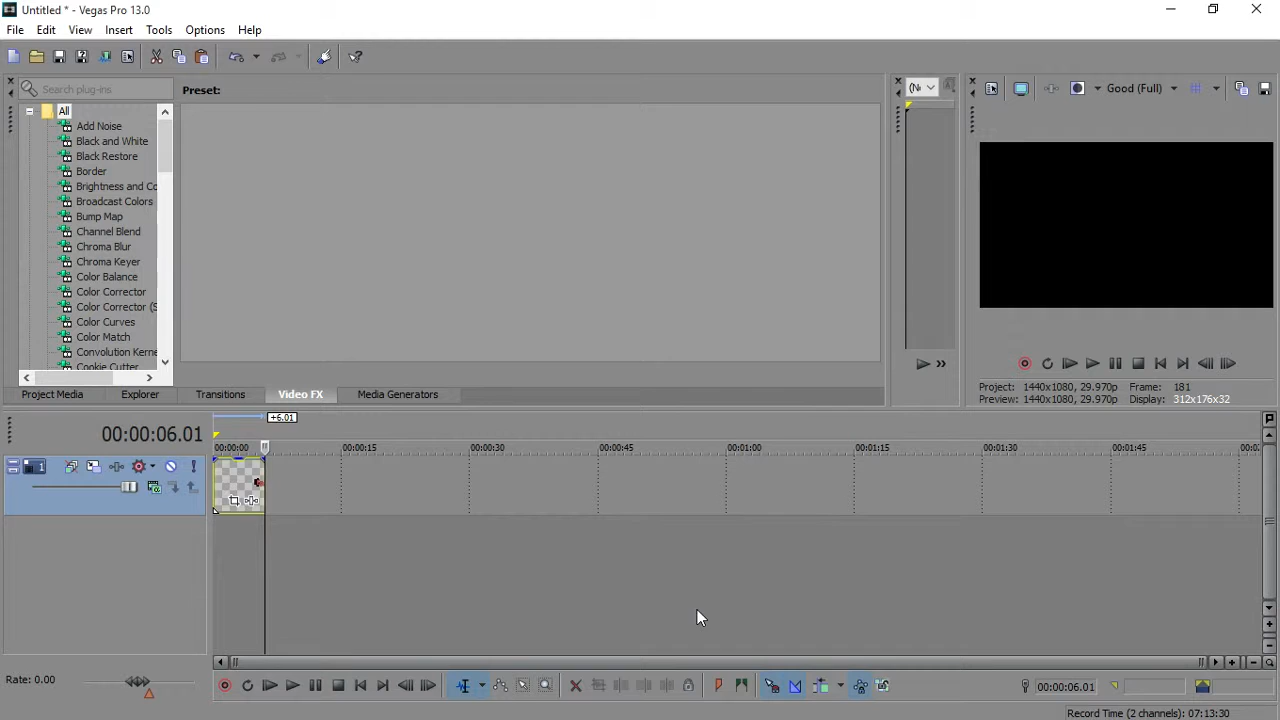 Untitled * - Vegas Pro 13.0
File Edit View Insert Tools Options Help
Search plug-ins
Preset:
Good (Full)
All
Add Noise
Black and White
Black Restore
Border
Brightness and Co
Broadcast Colors
Bump Map
Channel Blend
Chroma Blur
Chroma Keyer
Color Balance
Color Corrector
Color Corrector (S
Color Curves
Color Match
Convolution Kerne
Cookie Cutter
Project Media Explorer Transitions Video FX Media Generators
Project: 1440x1080, 29.970p Frame: 181
Preview: 1440x1080, 29.970p Display: 312x176x32
+6.01
00:00:06.01
00:00:00 00:00:15 00:00:30 00:00:45 00:01:00 00:01:15 00:01:30 00:01:45 00:0
1
Rate: 0.00
00:00:06.01
Record Time (2 channels): 07:13:30